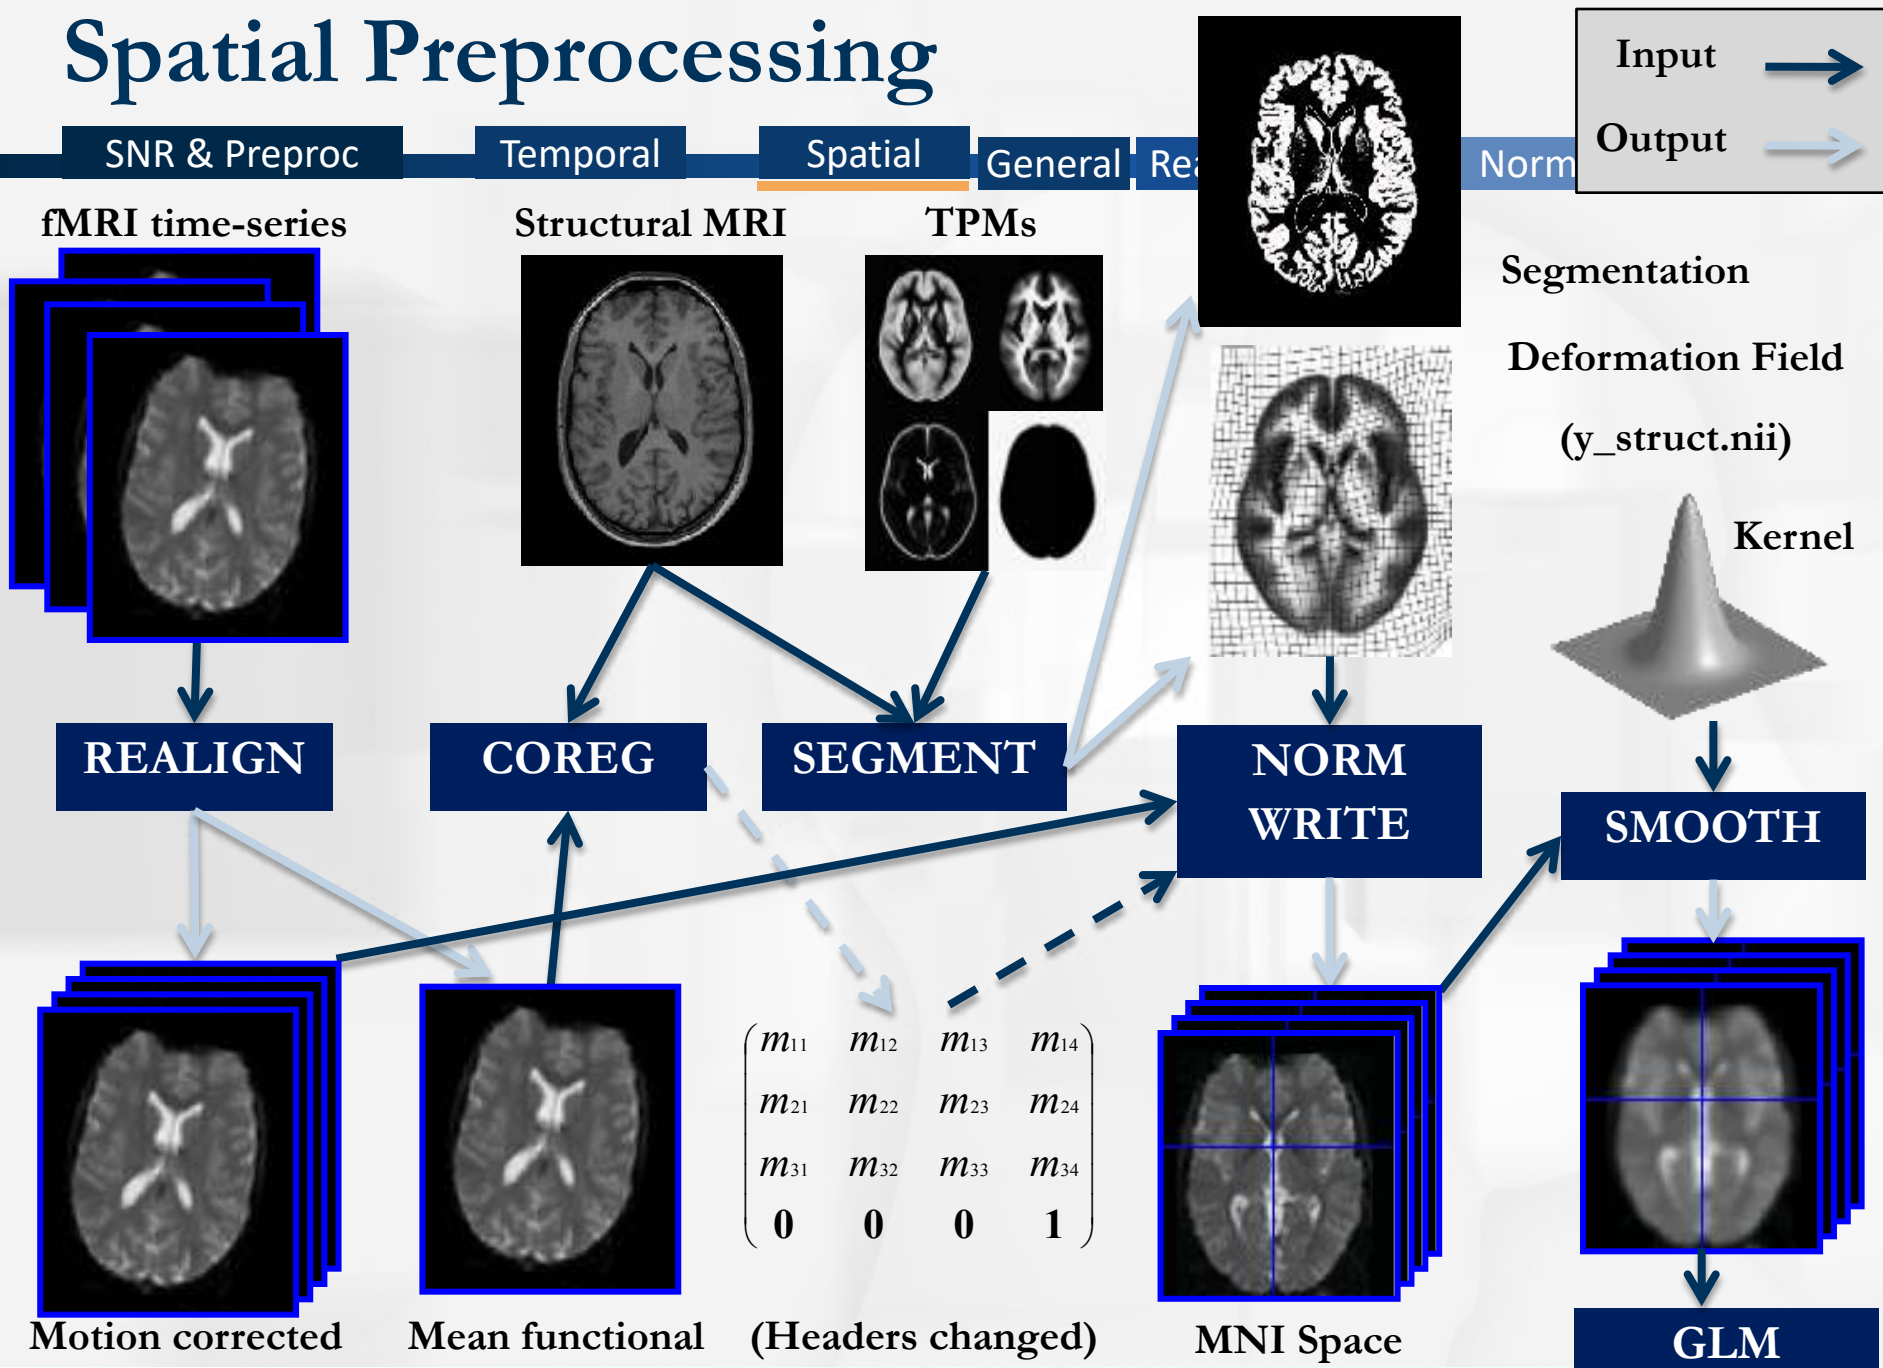 Spatial Preprocessing
Input
Output
SNR & Preproc
Temporal
Spatial
General
Norm
fMRI time-series
Structural MRI
TPMs
Segmentation
Deformation Field
(y_struct.nii)
Kernel
REALIGN
COREG
SEGMENT
NORM
WRITE
SMOOTH
m11 m12 m13 m14
m21 m22 m23 m24
m31 m32 m33 m34
0 0 0 1
Motion corrected
Mean functional
(Headers changed)
MNI Space
GLM